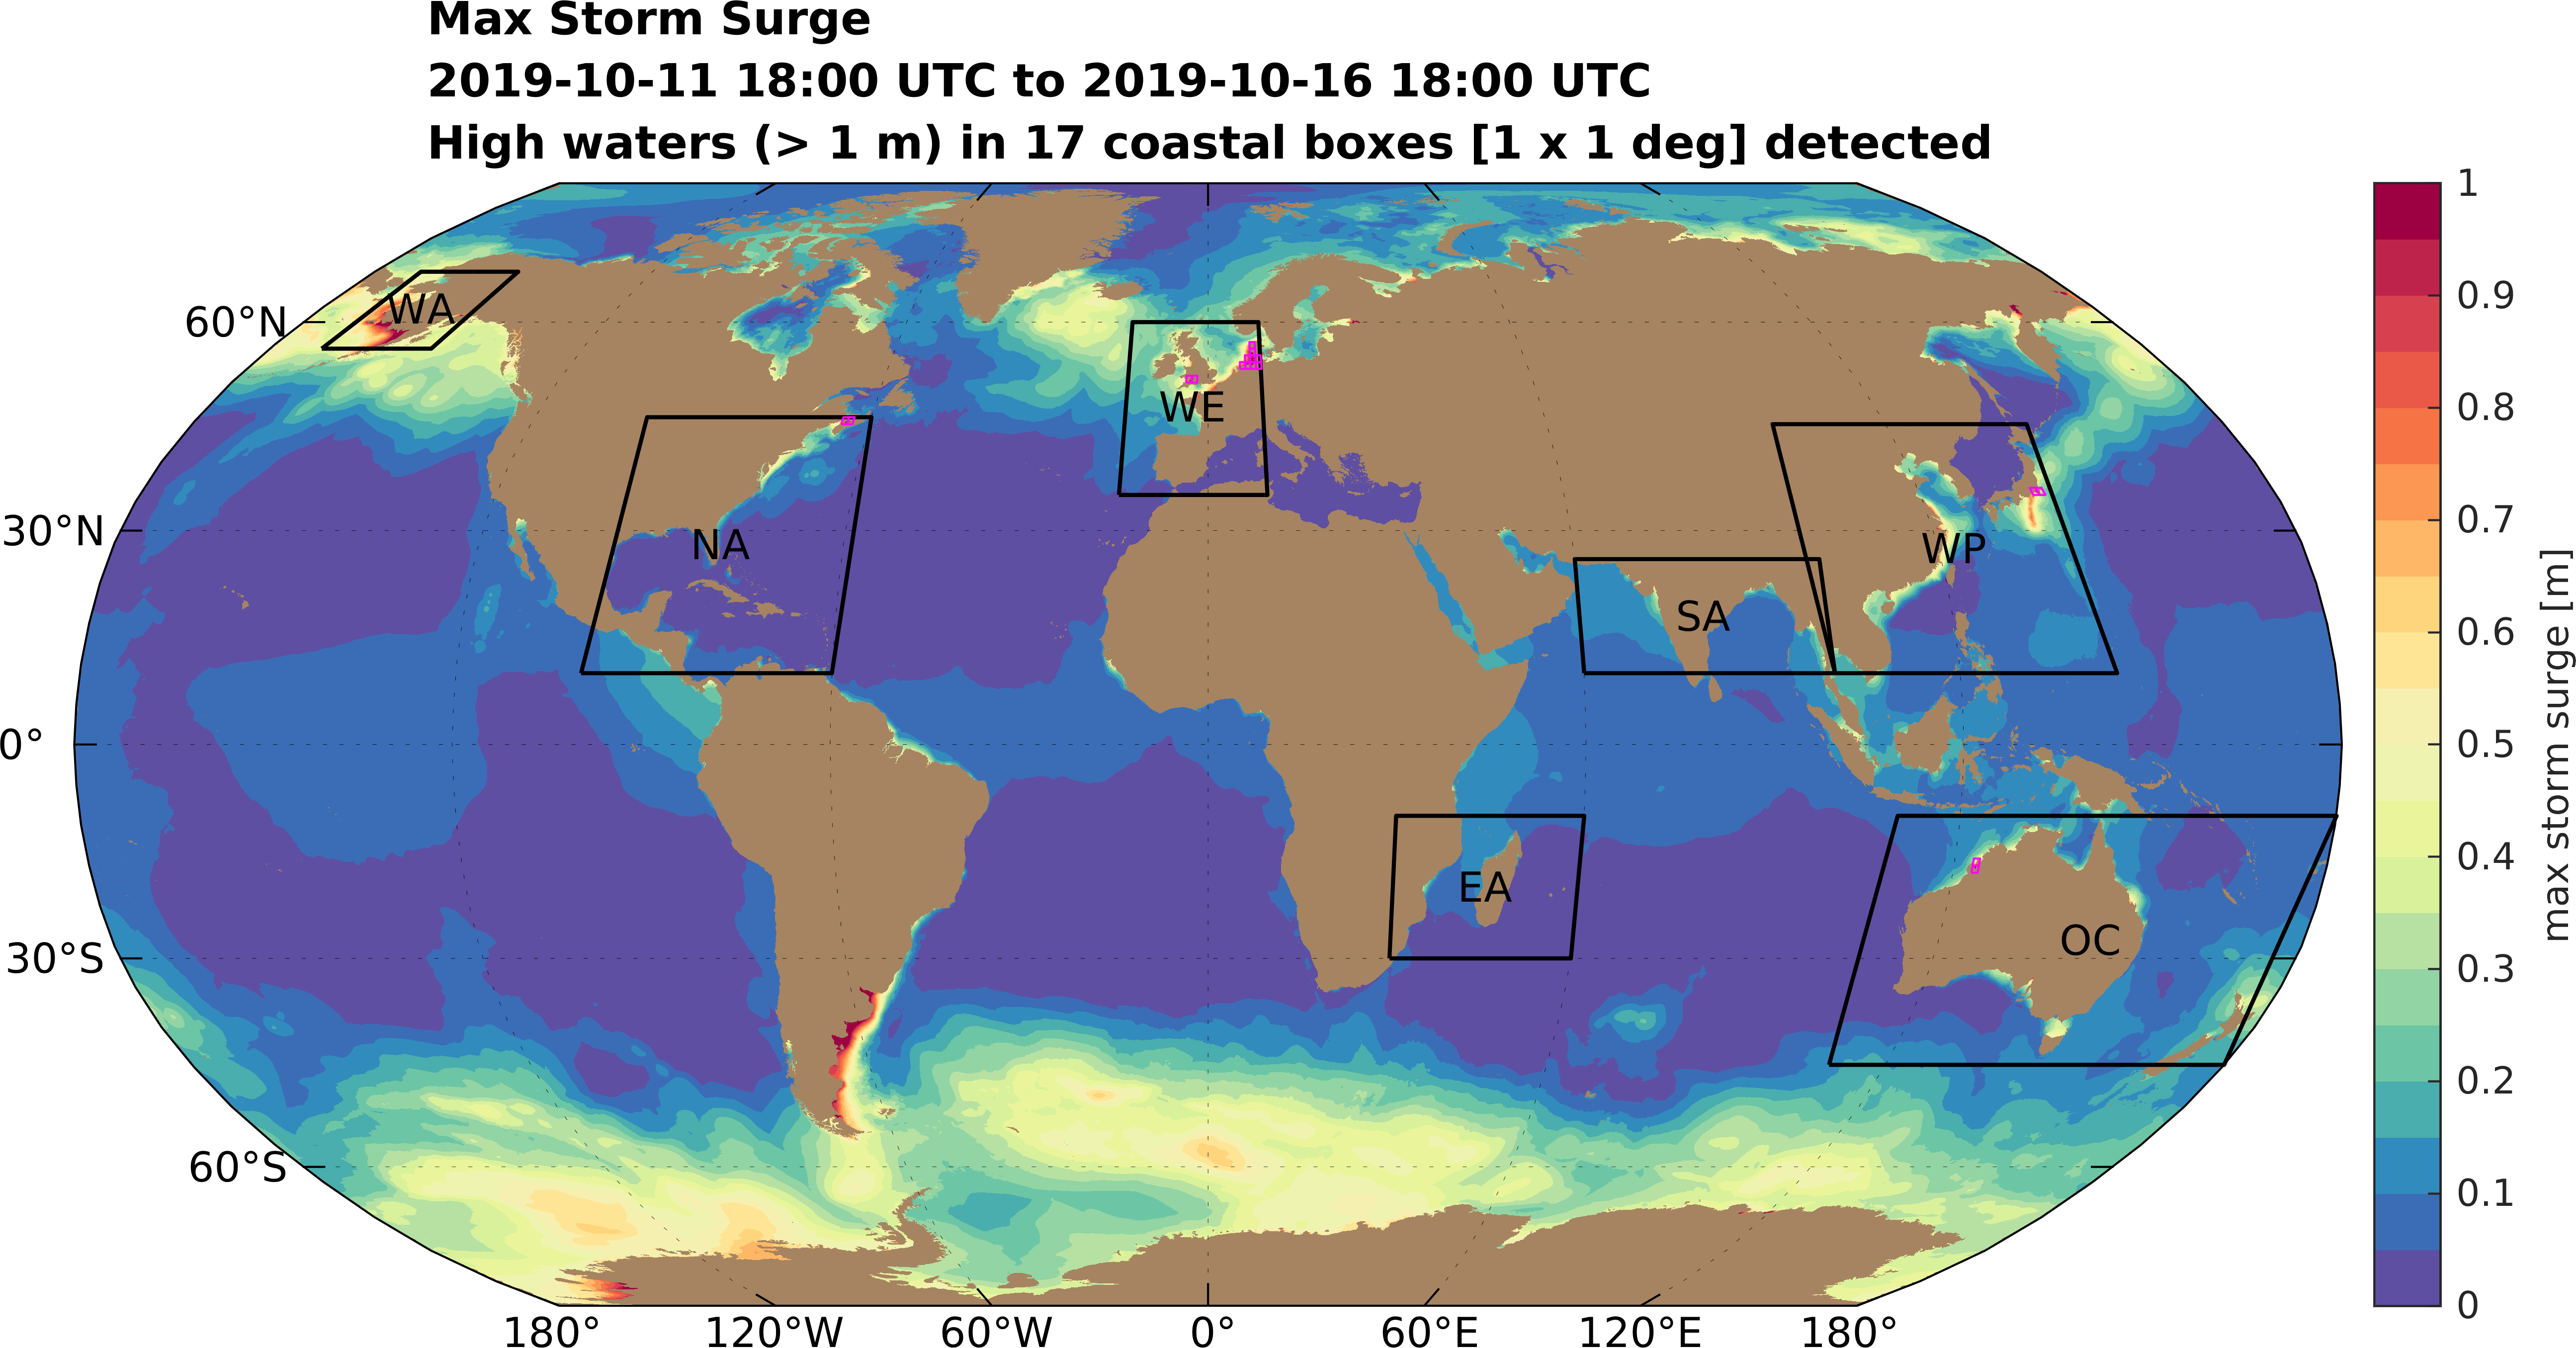 Max Storm Surge
2019-10-11 18:00 UTC to 2019-10-16 18:00 UTC
High waters (> 1 m) in 17 coastal boxes [1 x 1 deg] detected
60°N
30°N
0°
30°S
60°S
180°
120°W
60°W
0°
60°E
120°E
180°
WA
NA
WE
SA
WP
EA
OC
1
0.9
0.8
0.7
0.6
0.5
0.4
0.3
0.2
0.1
0
max storm surge [m]